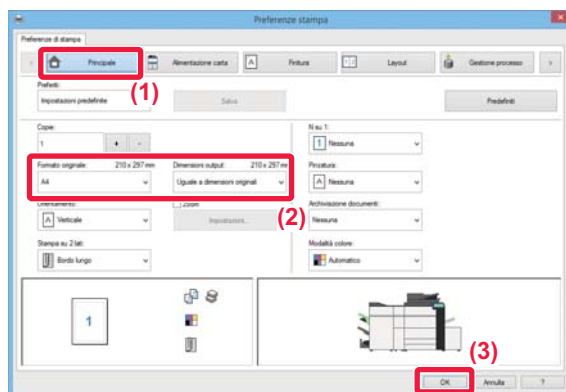 Preferenze stampa
Preferenze di stampa
Principale
Alimentazione carta
Finitura
Layout
Gestione processo
(1)
Preferiti:
Impostazioni predefinite
Salva
Predefiniti
Copie:
1
+
-
N su 1:
1 Nessuna
Formato originale: 210 x 297 mm
A4
Dimensioni output: 210 x 297 mm
Uguale a dimensioni originali
Pinzatura:
A Nessuna
(2)
Orientamento:
A Verticale
Zoom
Impostazioni...
Archiviazione documenti:
Nessuna
Stampa su 2 lati:
Bordo lungo
Modalità colore:
Automatico
1
(3)
OK
Annulla
?